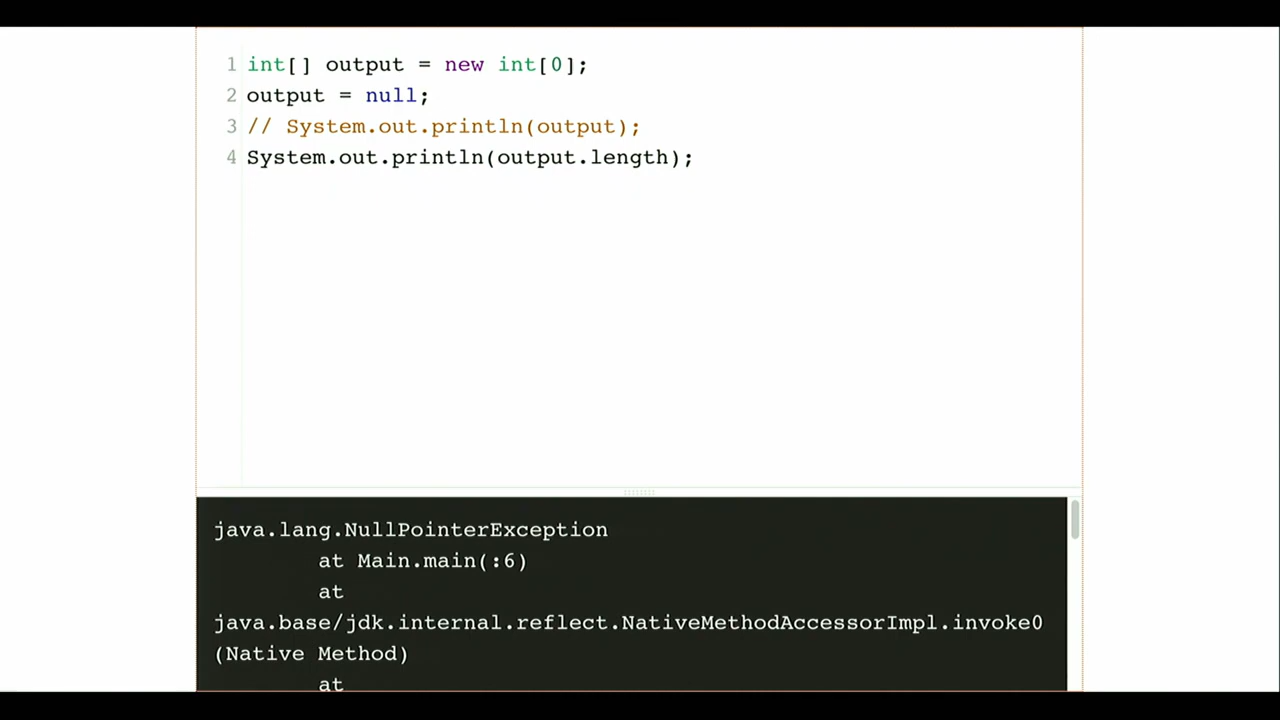 1 int[] output = new int[0];
2 output = null;
3 // System.out.println(output);
4 System.out.println(output.length);
java.lang.NullPointerException
at Main.main(:6)
at
java.base/jdk.internal.reflect.NativeMethodAccessorImpl.invoke0
(Native Method)
at